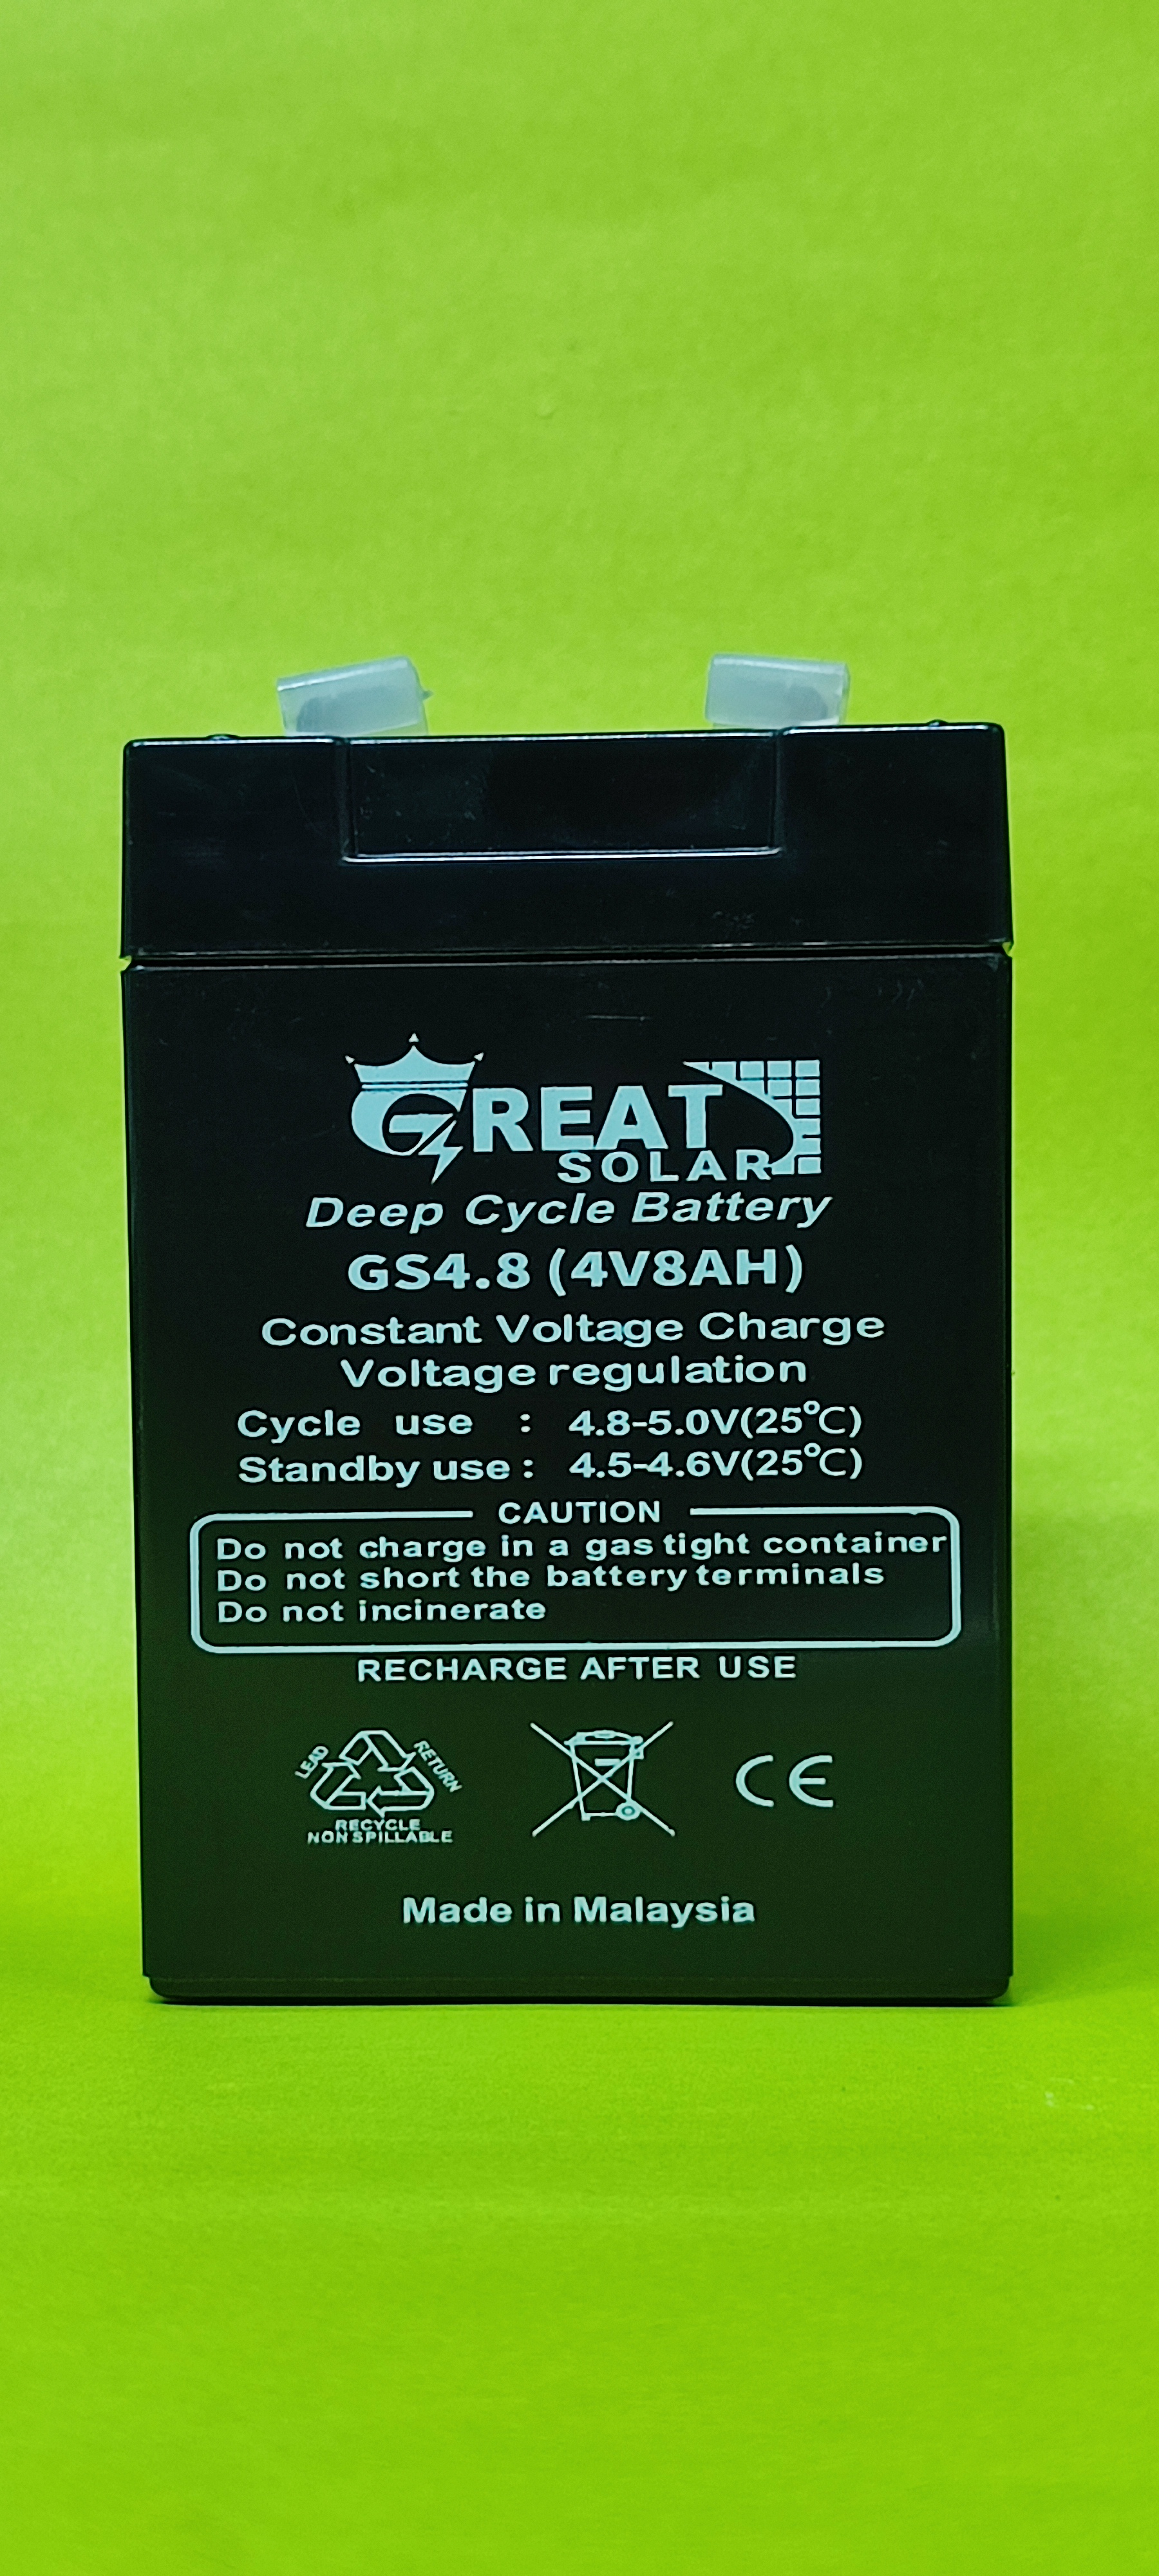 GREAT
SOLAR
Deep Cycle Battery
GS4.8 (4V8AH)
Constant Voltage Charge
Voltage regulation
Cycle use : 4.8-5.0V(25℃)
Standby use : 4.5-4.6V(25℃)
CAUTION
Do not charge in a gas tight container
Do not short the battery terminals
Do not incinerate
RECHARGE AFTER USE
LEAD RETURN
RECYCLE
NON SPILLABLE
CE
Made in Malaysia